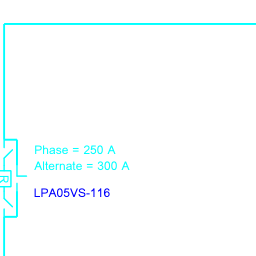 Phase = 250 A
Alternate = 300 A
R
LPA05VS-116